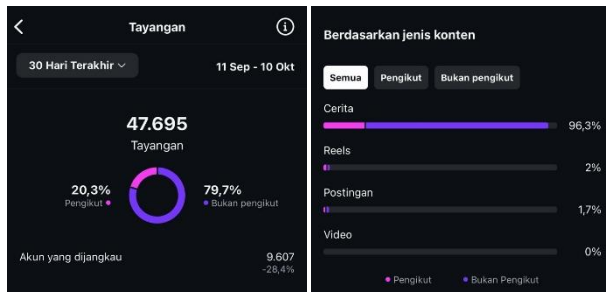 Tayangan
30 Hari Terakhir
11 Sep - 10 Okt
47.695
Tayangan
20,3%
Pengikut
79,7%
Bukan pengikut
Akun yang dijangkau
9.607
-28,4%
Berdasarkan jenis konten
Semua
Pengikut
Bukan pengikut
Cerita
96,3%
Reels
2%
Postingan
1,7%
Video
0%
Pengikut
Bukan Pengikut